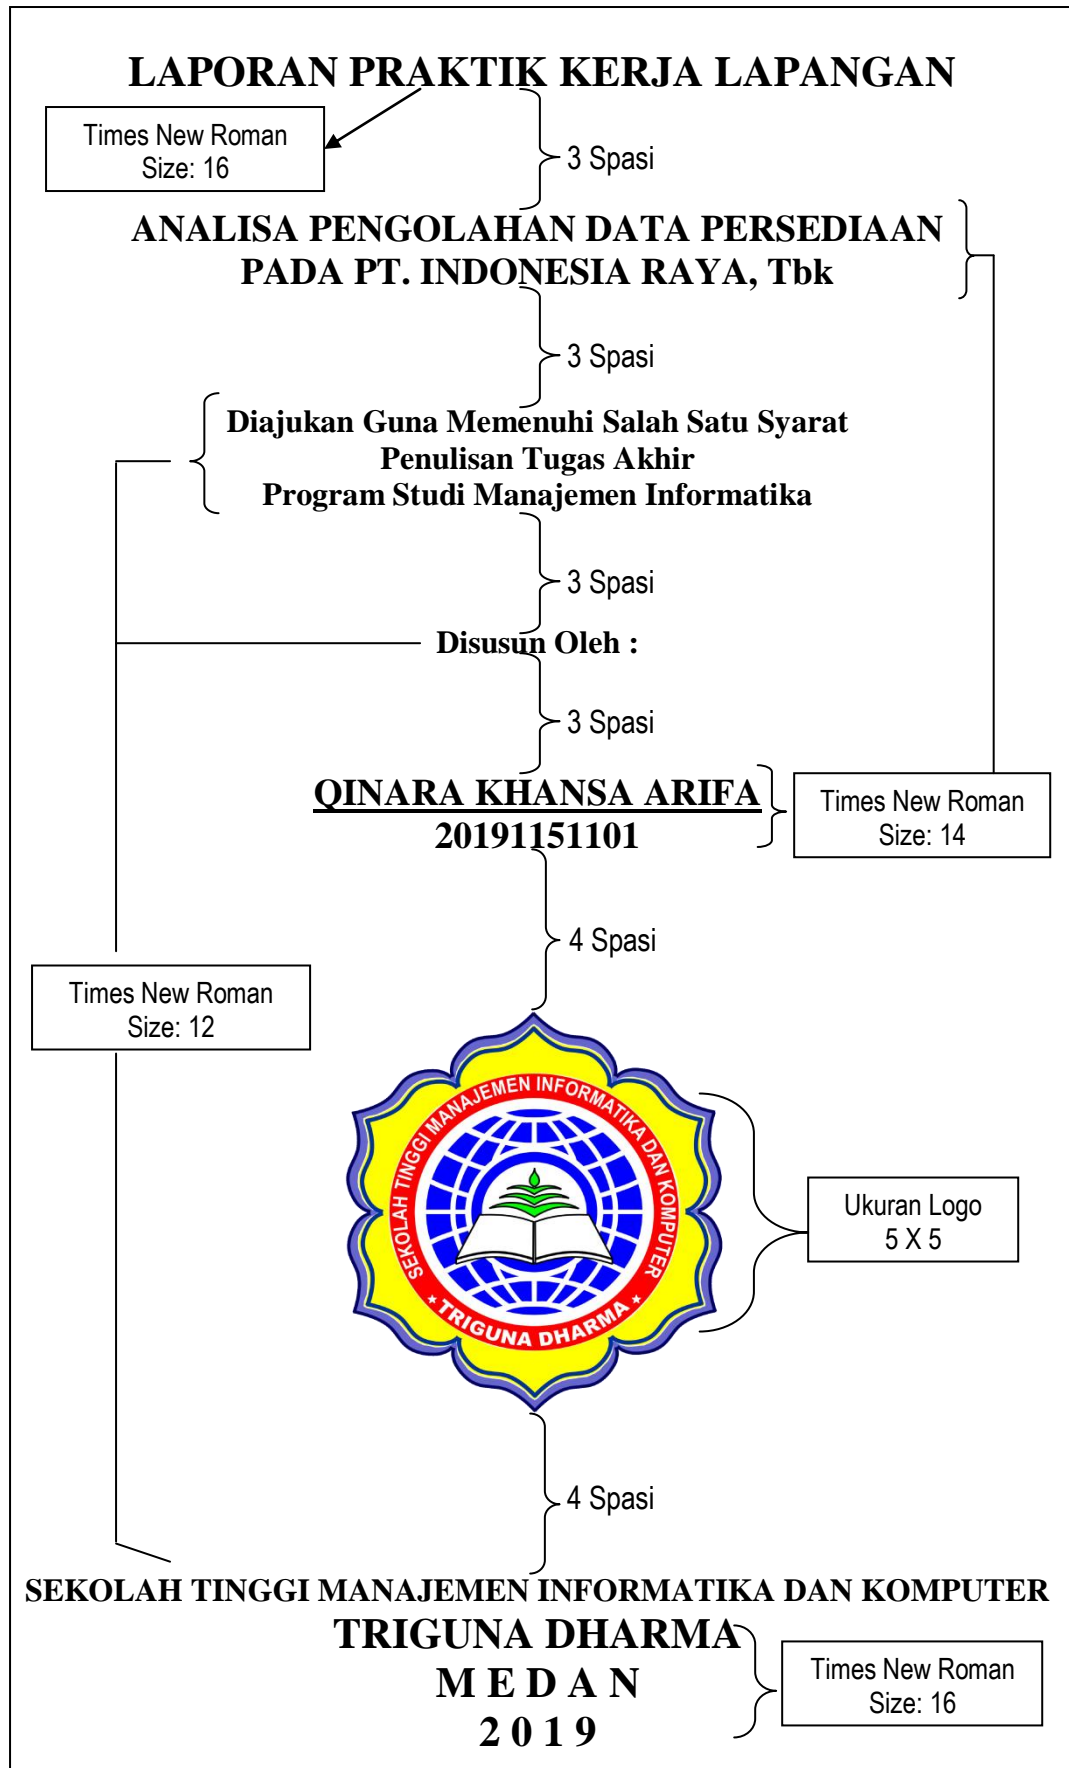 LAPORAN PRAKTIK KERJA LAPANGAN
Times New Roman
Size: 16
3 Spasi
ANALISA PENGOLAHAN DATA PERSEDIAAN
PADA PT. INDONESIA RAYA, Tbk
3 Spasi
Diajukan Guna Memenuhi Salah Satu Syarat
Penulisan Tugas Akhir
Program Studi Manajemen Informatika
3 Spasi
Disusun Oleh :
3 Spasi
QINARA KHANSA ARIFA
20191151101
Times New Roman
Size: 14
4 Spasi
Times New Roman
Size: 12
SEKOLAH TINGGI MANAJEMEN INFORMATIKA DAN KOMPUTER
TRIGUNA DHARMA
Ukuran Logo
5 X 5
4 Spasi
SEKOLAH TINGGI MANAJEMEN INFORMATIKA DAN KOMPUTER
TRIGUNA DHARMA
M E D A N
2 0 1 9
Times New Roman
Size: 16